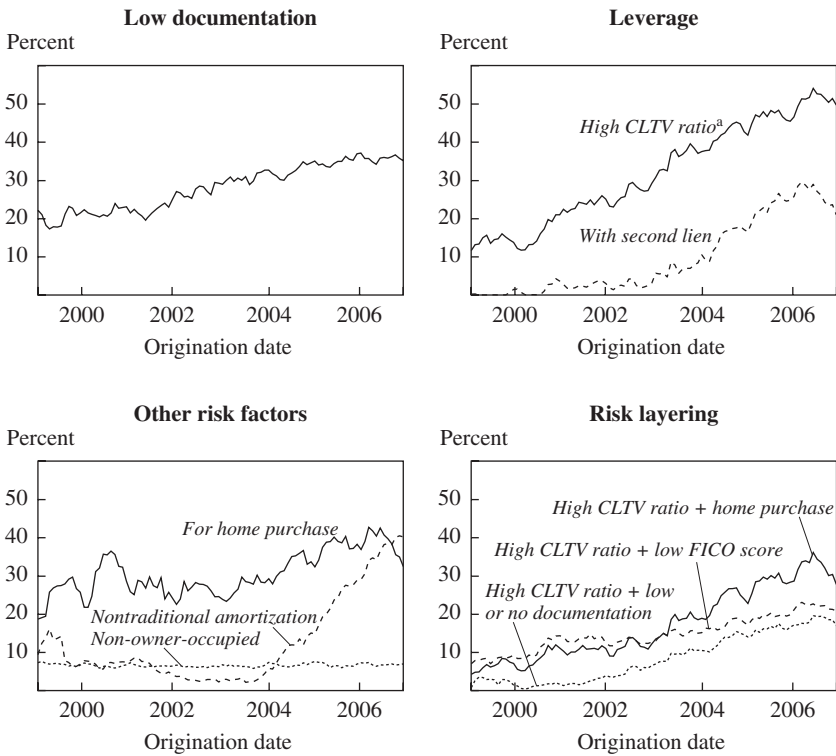 Low documentation
Percent
50
40
30
20
10
2000 2002 2004 2006
Origination date
Leverage
Percent
50
40
30
20
10
High CLTV ratioa
With second lien
2000 2002 2004 2006
Origination date
Other risk factors
Percent
50
40
30
20
10
For home purchase
Nontraditional amortization
Non-owner-occupied
2000 2002 2004 2006
Origination date
Risk layering
Percent
50
40
30
20
10
High CLTV ratio + home purchase
High CLTV ratio + low FICO score
High CLTV ratio + low
or no documentation
2000 2002 2004 2006
Origination date